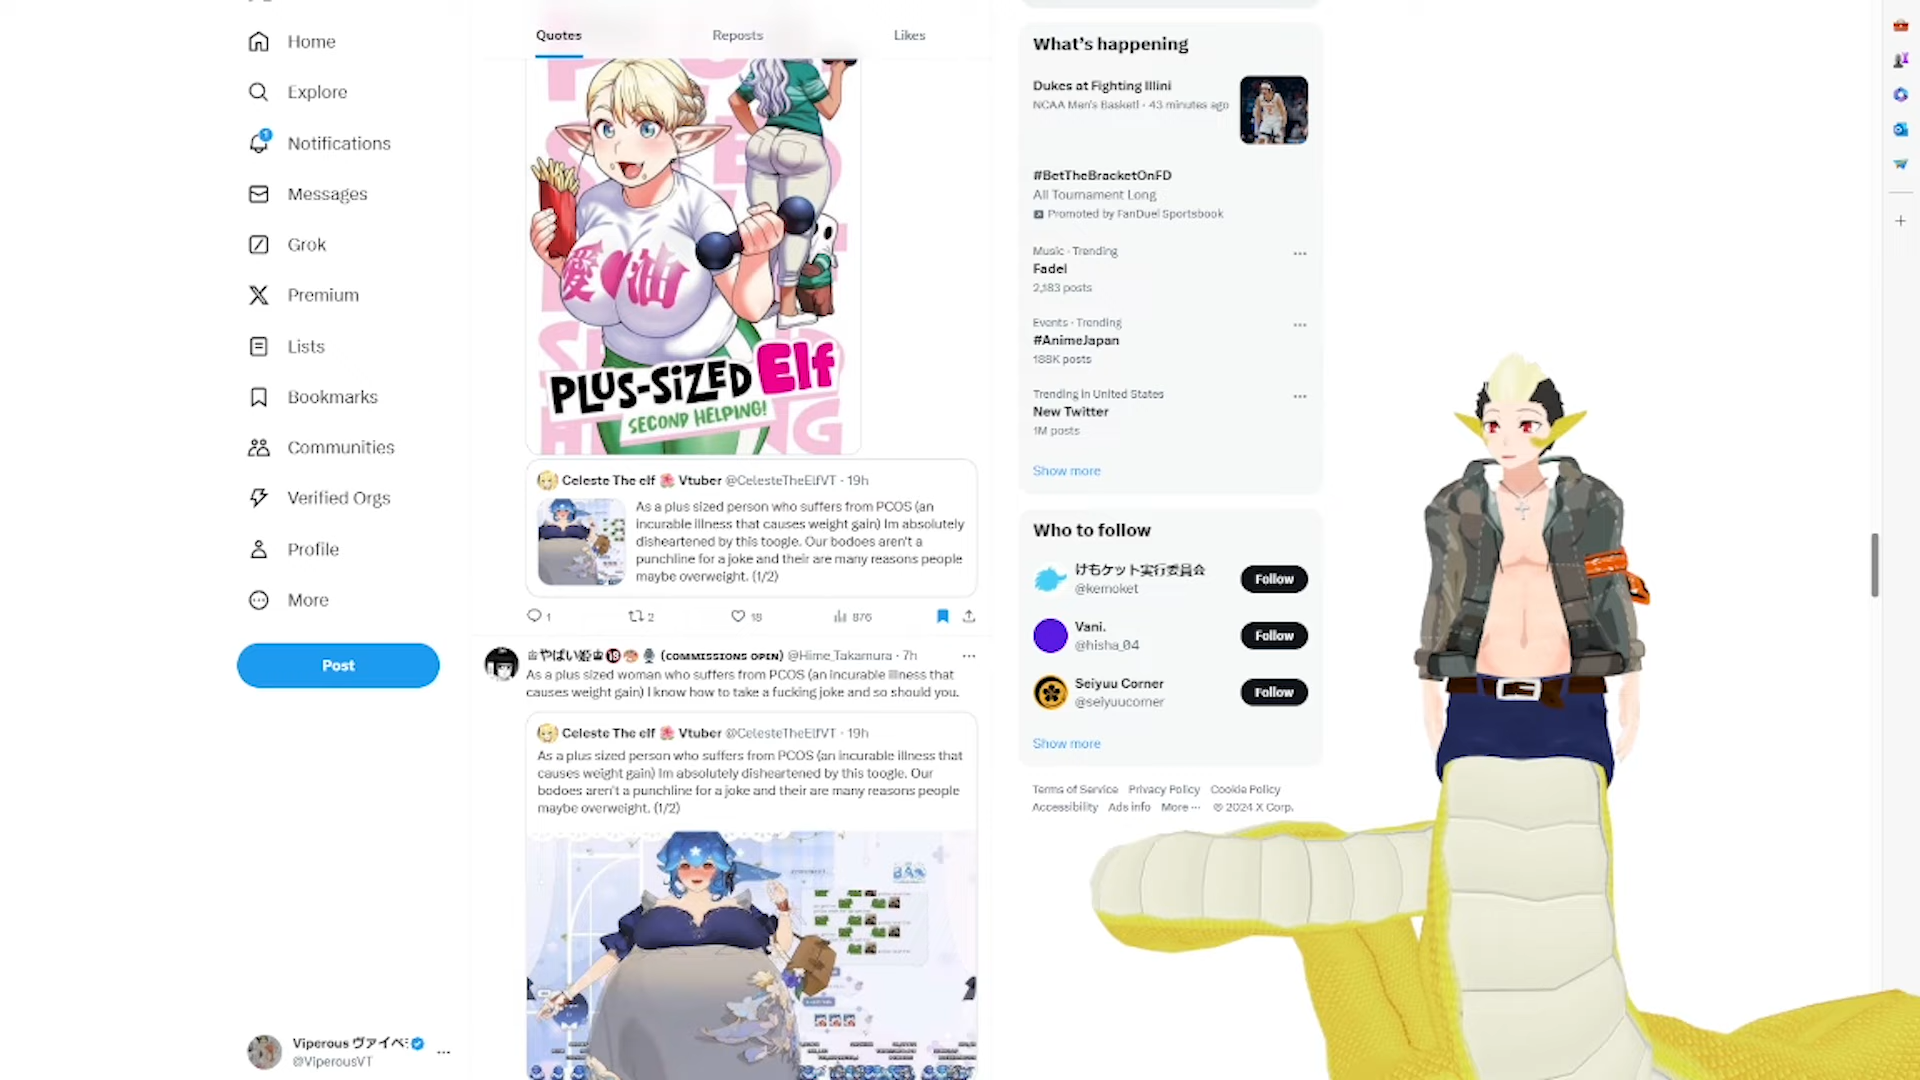 Home
Explore
Notifications
Messages
Grok
Premium
Lists
Bookmarks
Communities
Verified Orgs
Profile
More
Post
Viperous ヴァイペ
@ViperousVT
Quotes
Reposts
Likes
愛♥油
PLUS-SiZED Elf
SECOND HELPING!
Celeste The elf 🌺 Vtuber @CelesteTheElfVT · 19h
As a plus sized person who suffers from PCOS (an
incurable illness that causes weight gain) Im absolutely
disheartened by this toogle. Our bodoes aren't a
punchline for a joke and their are many reasons people
maybe overweight. (1/2)
1
2
18
876
やばい姫 🔞 (COMMISSIONS OPEN) @Hime_Takamura · 7h
As a plus sized woman who suffers from PCOS (an incurable illness that
causes weight gain) I know how to take a fucking joke and so should you.
Celeste The elf 🌺 Vtuber @CelesteTheElfVT · 19h
As a plus sized person who suffers from PCOS (an incurable illness that
causes weight gain) Im absolutely disheartened by this toogle. Our
bodoes aren't a punchline for a joke and their are many reasons people
maybe overweight. (1/2)
What's happening
Dukes at Fighting Illini
NCAA Men's Basketl · 43 minutes ago
#BetTheBracketOnFD
All Tournament Long
Promoted by FanDuel Sportsbook
Music · Trending
Fadel
2,183 posts
Events · Trending
#AnimeJapan
188K posts
Trending in United States
New Twitter
1M posts
Show more
Who to follow
けもケット実行委員会
@kemoket
Follow
Vani.
@hisha_04
Follow
Seiyuu Corner
@seiyuucorner
Follow
Show more
Terms of Service Privacy Policy Cookie Policy
Accessibility Ads info More ··· © 2024 X Corp.